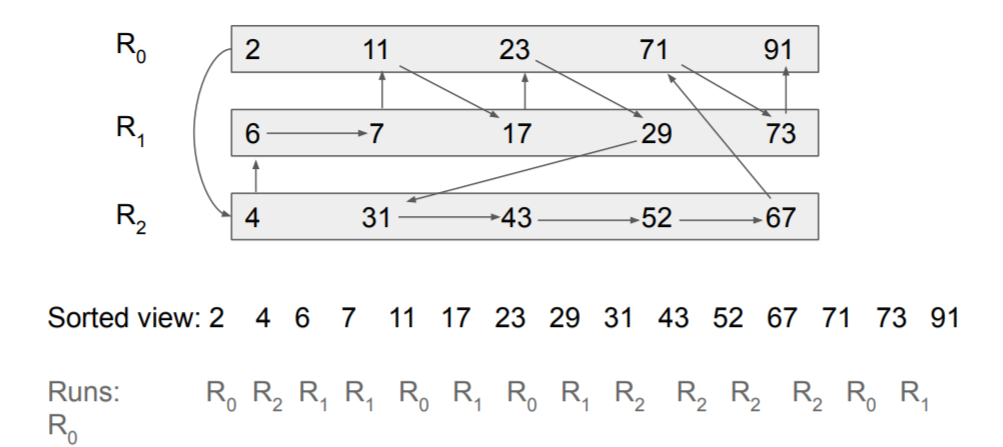 R₀ 2 11 23 71 91
R₁ 6 7 17 29 73
R₂ 4 31 43 52 67
Sorted view: 2 4 6 7 11 17 23 29 31 43 52 67 71 73 91
Runs: R₀ R₂ R₁ R₁ R₀ R₁ R₀ R₁ R₂ R₂ R₂ R₂ R₀ R₁
R₀